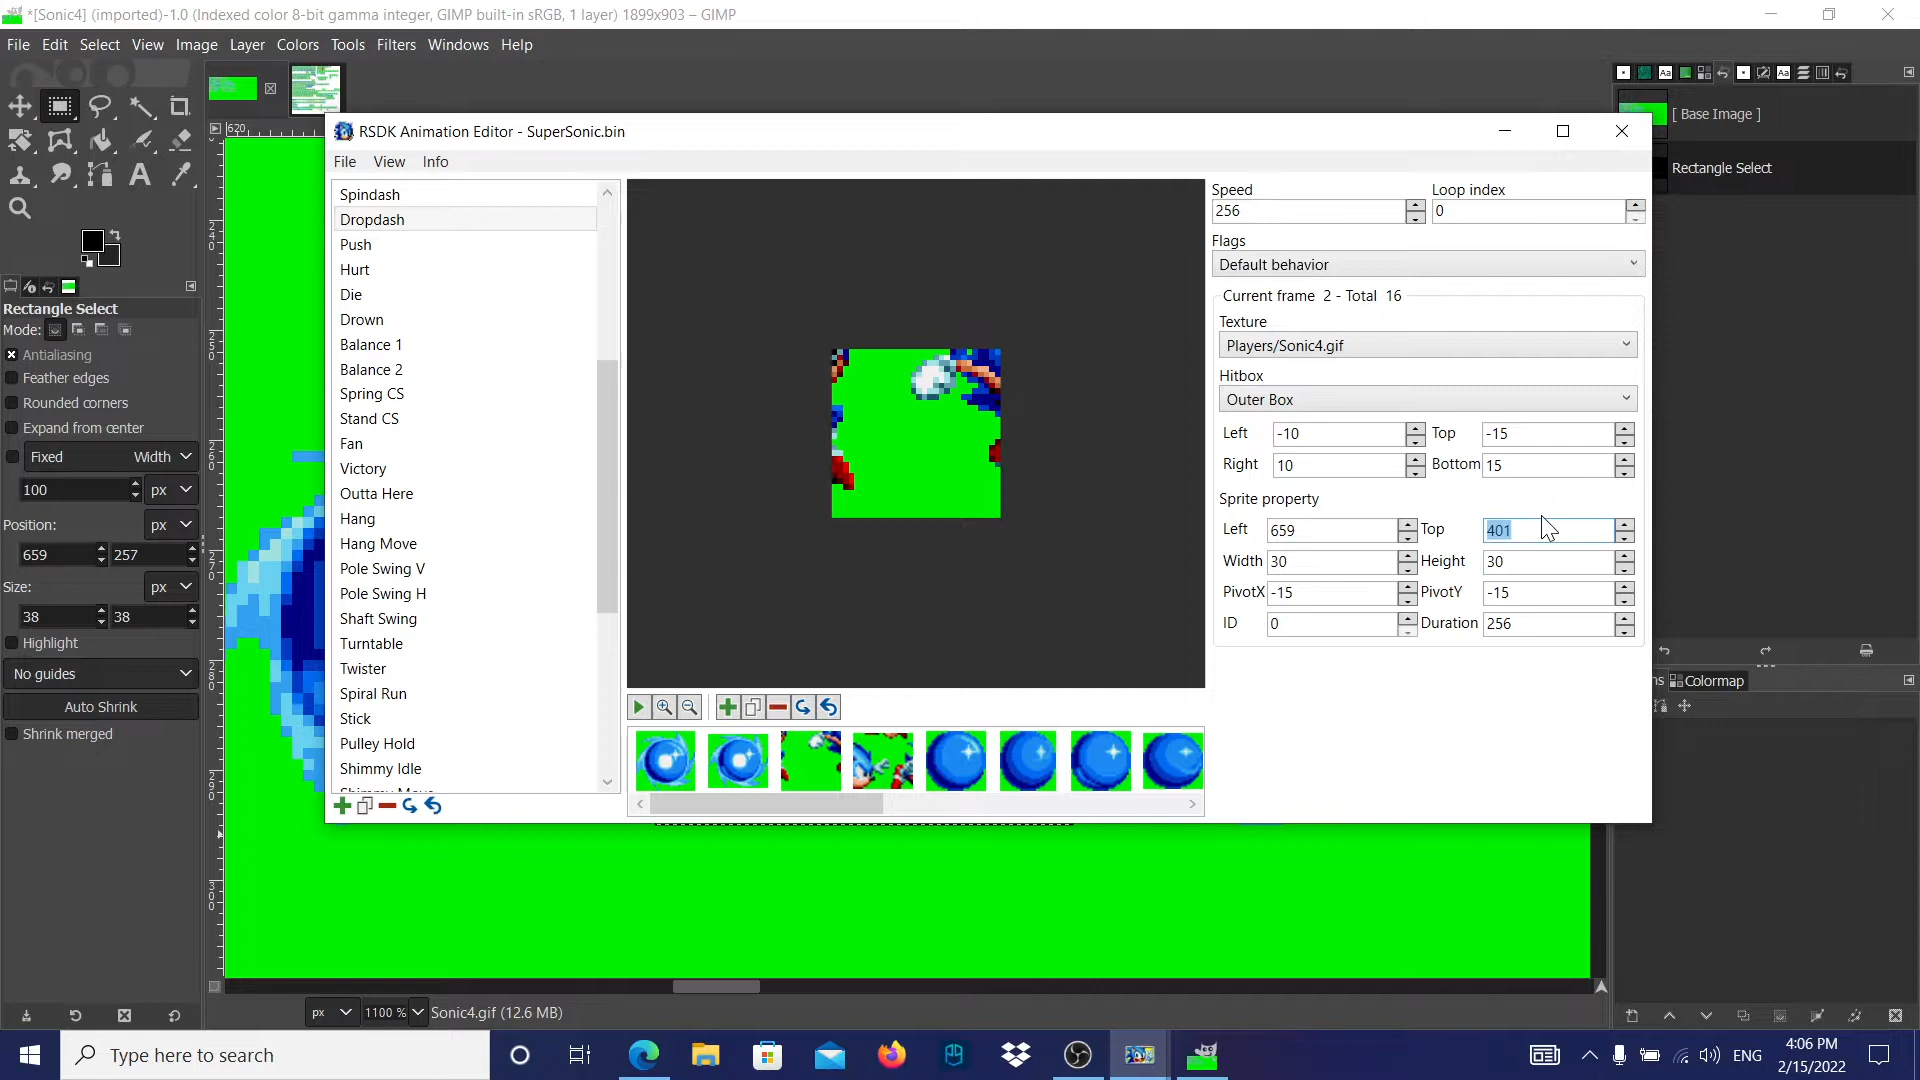 *[Sonic4] (imported)-1.0 (Indexed color 8-bit gamma integer, GIMP built-in sRGB, 1 layer) 1899x903 – GIMP
File Edit Select View Image Layer Colors Tools Filters Windows Help
[ Base Image ]
Rectangle Select
Rectangle Select
Mode:
Antialiasing
Feather edges
Rounded corners
Expand from center
Fixed Width
100 px
Position: px
659 257
Size: px
38 38
Highlight
No guides
Auto Shrink
Shrink merged
RSDK Animation Editor - SuperSonic.bin
File View Info
Spindash
Dropdash
Push
Hurt
Die
Drown
Balance 1
Balance 2
Spring CS
Stand CS
Fan
Victory
Outta Here
Hang
Hang Move
Pole Swing V
Pole Swing H
Shaft Swing
Turntable
Twister
Spiral Run
Stick
Pulley Hold
Shimmy Idle
Speed Loop index
256 0
Flags
Default behavior
Current frame 2 - Total 16
Texture
Players/Sonic4.gif
Hitbox
Outer Box
Left -10 Top -15
Right 10 Bottom 15
Sprite property
Left 659 Top 401
Width 30 Height 30
PivotX -15 PivotY -15
ID 0 Duration 256
Colormap
px 1100 % Sonic4.gif (12.6 MB)
Type here to search
ENG
4:06 PM
2/15/2022